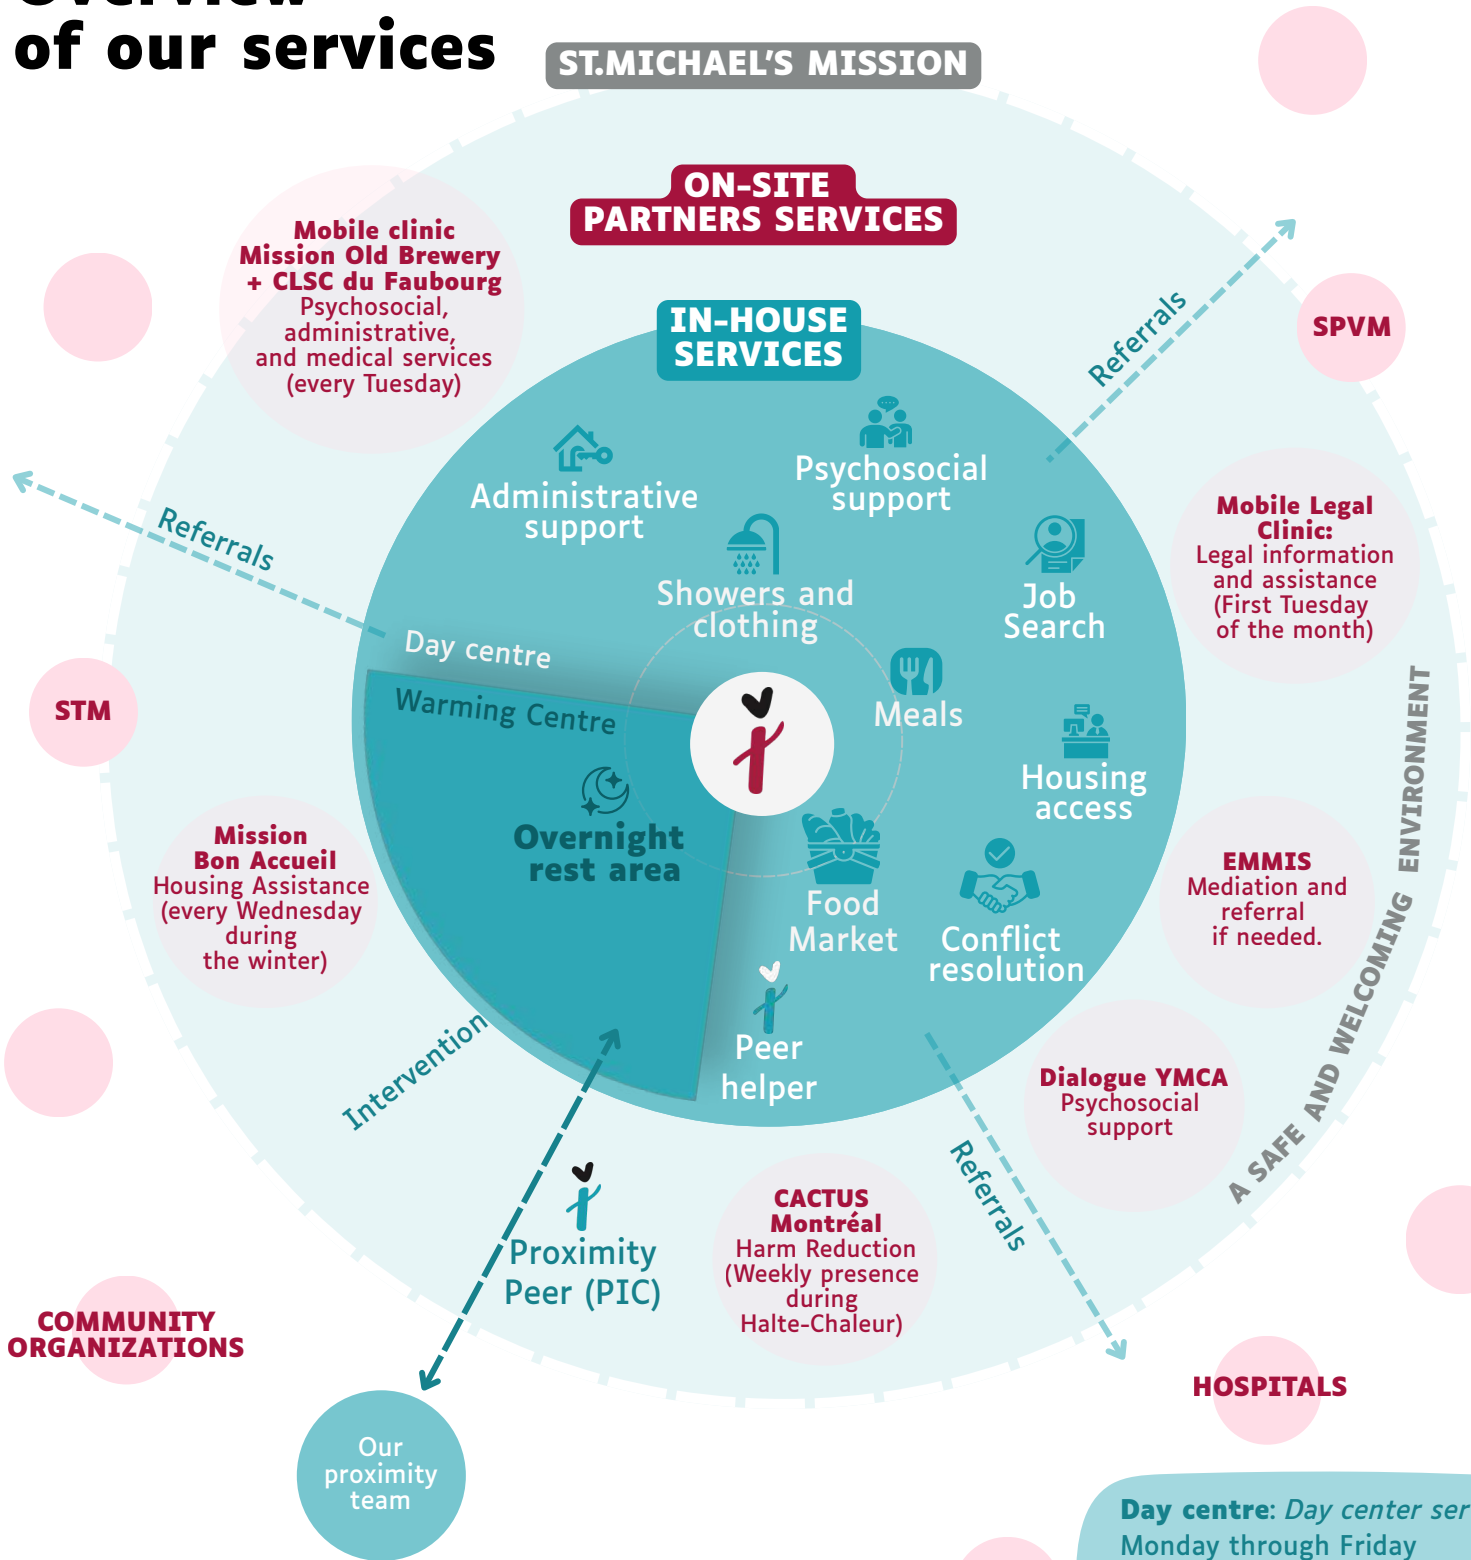 Overview
of our services
ST.MICHAEL'S MISSION
ON-SITE
PARTNERS SERVICES
Mobile clinic
Mission Old Brewery
+ CLSC du Faubourg
Psychosocial,
administrative,
and medical services
(every Tuesday)
IN-HOUSE
SERVICES
Referrals
SPVM
Administrative
support
Psychosocial
support
Showers and
clothing
Job
Search
Mobile Legal
Clinic:
Legal information
and assistance
(First Tuesday
of the month)
Referrals
Day centre
Warming Centre
Meals
STM
Housing
access
Overnight
rest area
Mission
Bon Accueil
Housing Assistance
(every Wednesday
during
the winter)
Food
Market
Conflict
resolution
EMMIS
Mediation and
referral
if needed.
A SAFE AND WELCOMING ENVIRONMENT
Peer
helper
Intervention
Dialogue YMCA
Psychosocial
support
Referrals
Proximity
Peer (PIC)
CACTUS
Montréal
Harm Reduction
(Weekly presence
during
Halte-Chaleur)
COMMUNITY
ORGANIZATIONS
HOSPITALS
Our
proximity
team
Day centre: Day center ser
Monday through Friday